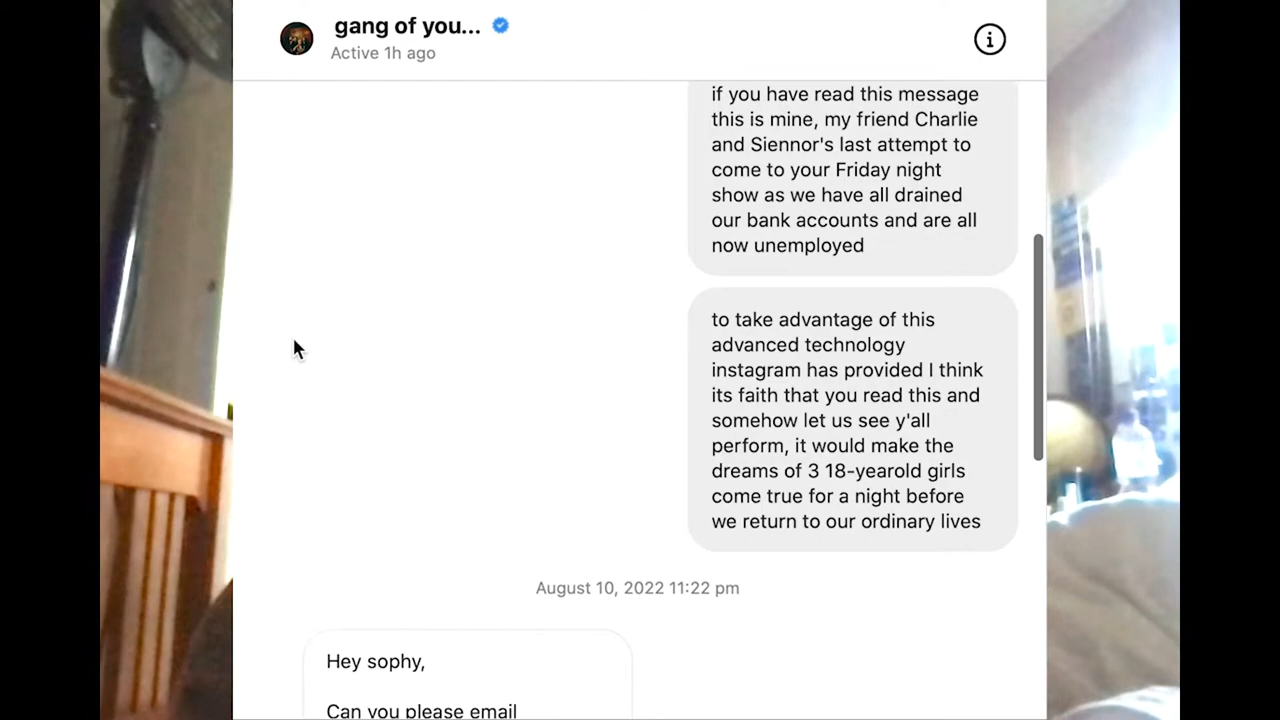 gang of you...
Active 1h ago
if you have read this message
this is mine, my friend Charlie
and Siennor's last attempt to
come to your Friday night
show as we have all drained
our bank accounts and are all
now unemployed
to take advantage of this
advanced technology
instagram has provided I think
its faith that you read this and
somehow let us see y'all
perform, it would make the
dreams of 3 18-yearold girls
come true for a night before
we return to our ordinary lives
August 10, 2022 11:22 pm
Hey sophy,
Can you please email